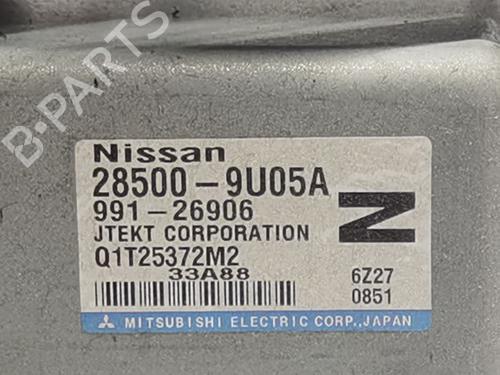 B-PARTS
Nissan
28500-9U05A
991-26906
N
JTEKT CORPORATION
Q1T25372M2
33A88
6Z27
0851
MITSUBISHI ELECTRIC CORP., JAPAN